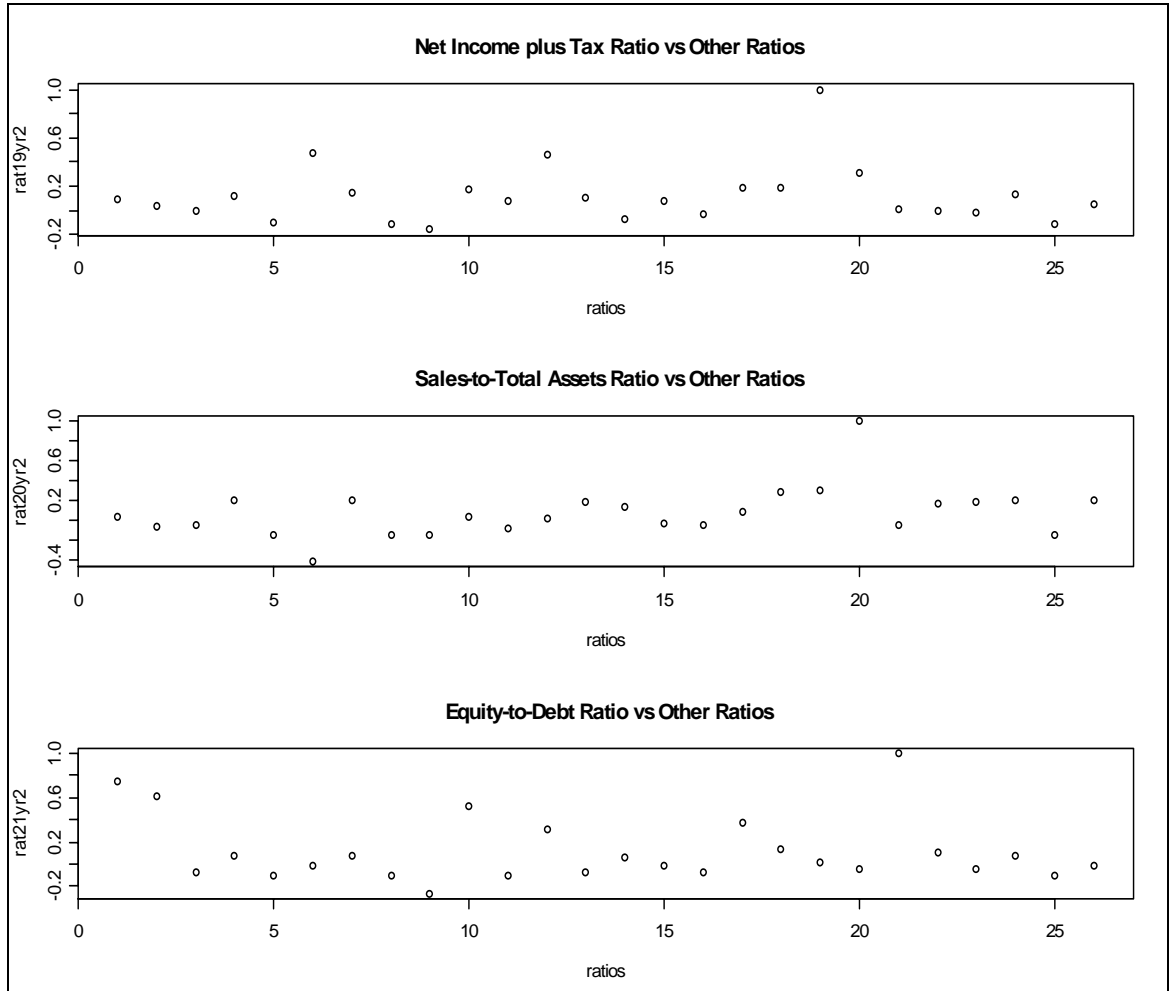 Net Income plus Tax Ratio vs Other Ratios
rat19yr2
1.0
0.6
0.2
-0.2
0 5 10 15 20 25
ratios
Sales-to-Total Assets Ratio vs Other Ratios
rat20yr2
1.0
0.6
0.2
-0.4
0 5 10 15 20 25
ratios
Equity-to-Debt Ratio vs Other Ratios
rat21yr2
1.0
0.6
0.2
-0.2
0 5 10 15 20 25
ratios